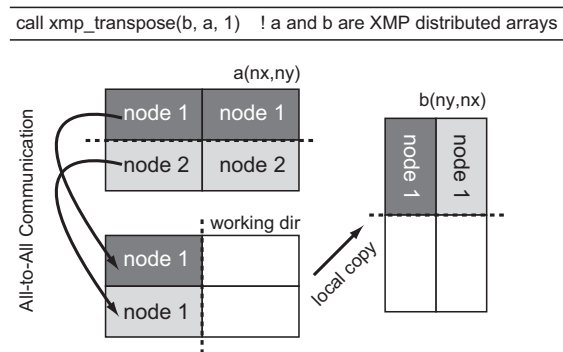 call xmp_transpose(b, a, 1) ! a and b are XMP distributed arrays
a(nx,ny)
node 1 node 1
node 2 node 2
b(ny,nx)
node 1 node 1
All-to-All Communication
working dir
node 1
node 1
local copy